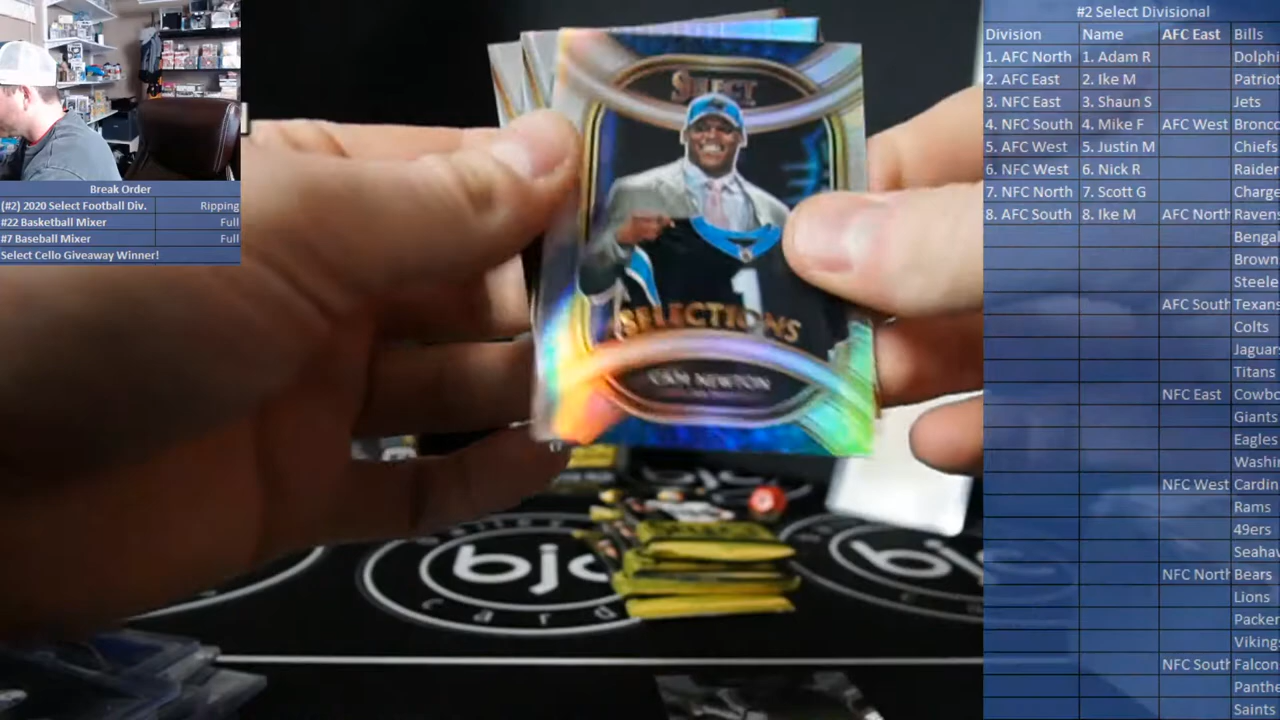 #2 Select Divisional
Division Name AFC East Bills
1. AFC North 1. Adam R Dolphi
2. AFC East 2. Ike M Patriot
3. NFC East 3. Shaun S Jets
4. NFC South 4. Mike F AFC West Bronco
5. AFC West 5. Justin M Chiefs
6. NFC West 6. Nick R Raider
7. NFC North 7. Scott G Charge
8. AFC South 8. Ike M AFC North Raven
Bengal
Brown
Steele
AFC South Texans
Colts
Jaguar
Titans
NFC East Cowbo
Giants
Eagles
Washi
NFC West Cardin
Rams
49ers
Seahav
NFC North Bears
Lions
Packer
Viking
NFC South Falcon
Panthe
Saints
Break Order
(#2) 2020 Select Football Div. Ripping
#22 Basketball Mixer Full
#7 Baseball Mixer Full
Select Cello Giveaway Winner!
SELECT
1
SELECTIONS
CAM NEWTON
bjc
card
bjc
c